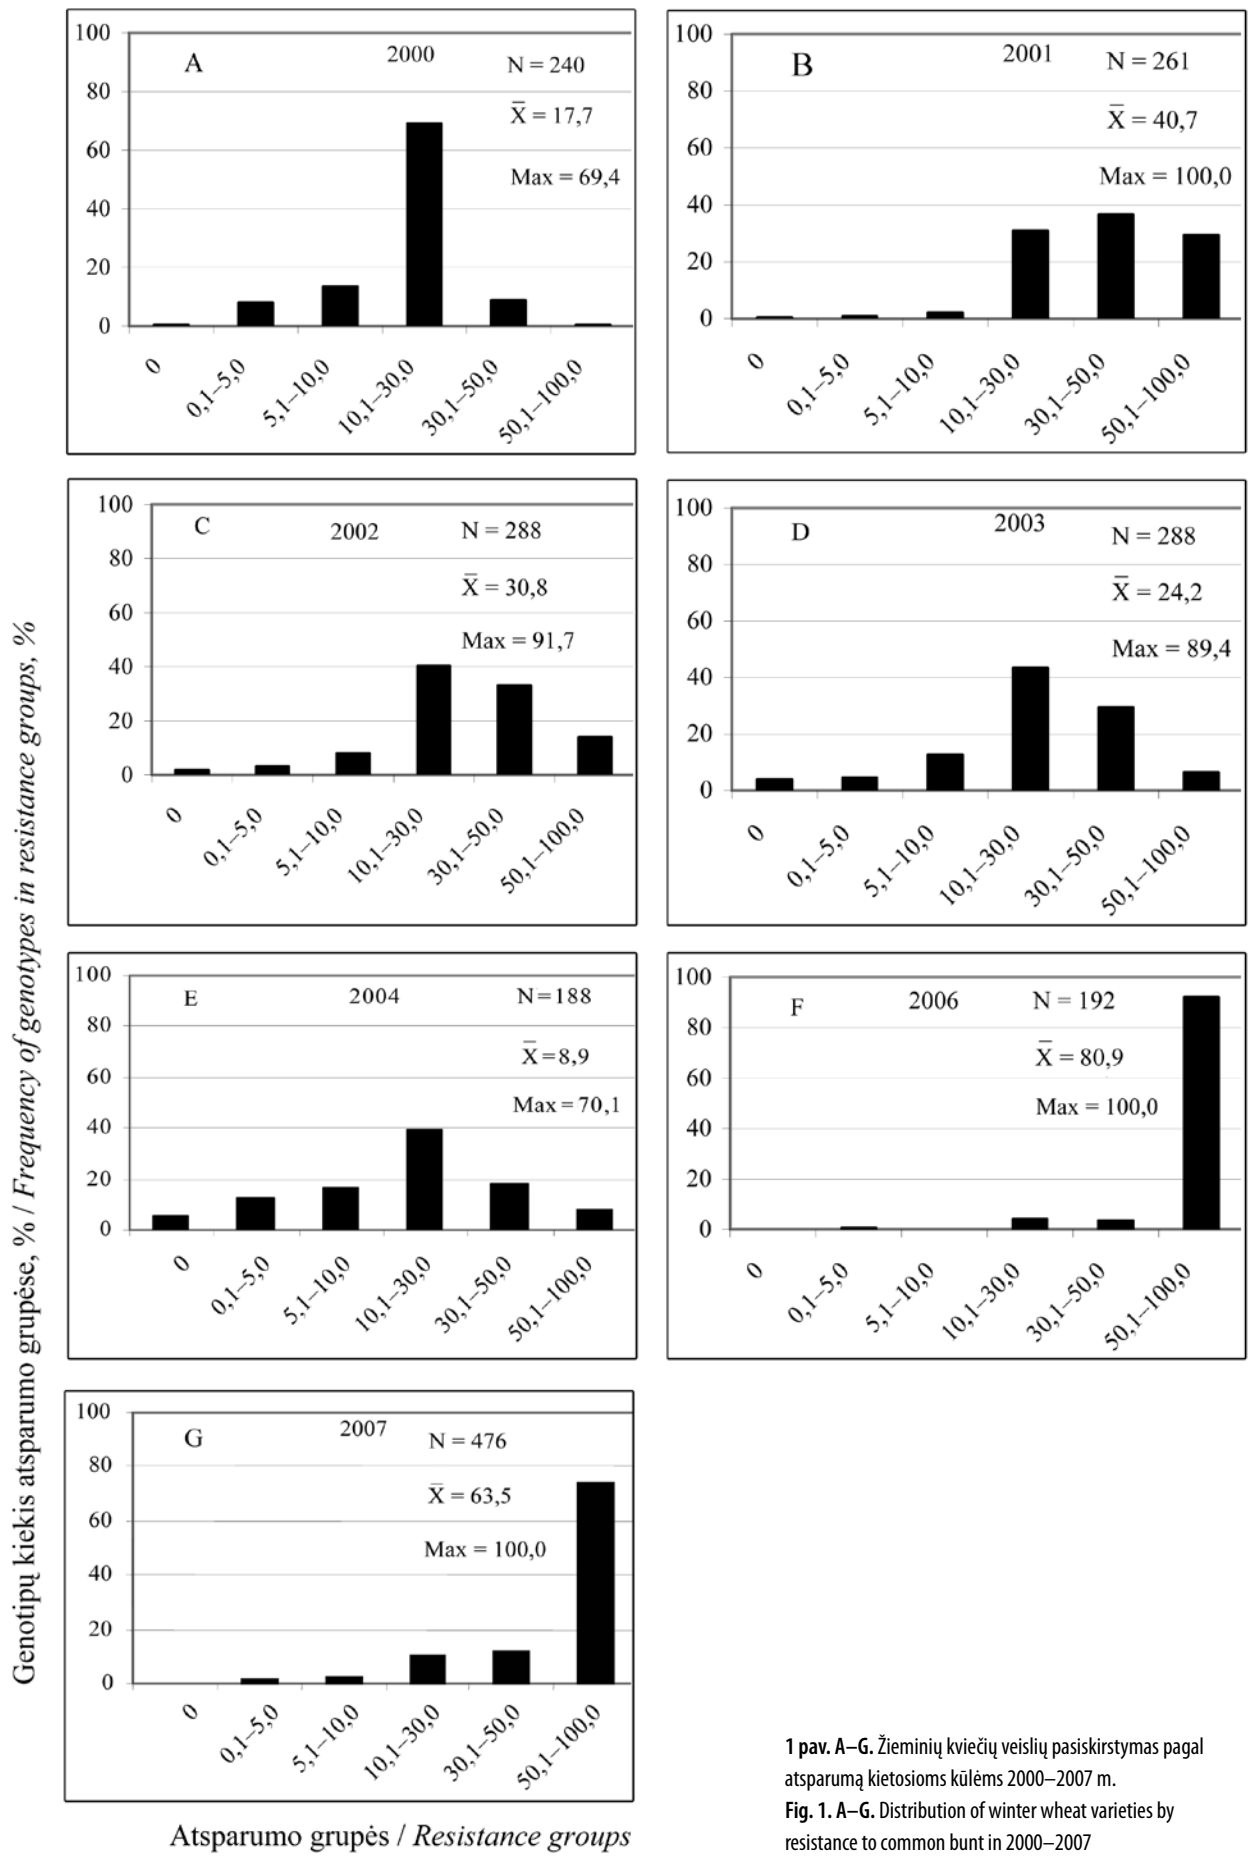 Genotipų kiekis atsparumo grupėse, % / Frequency of genotypes in resistance groups, %
A
2000
N = 240
X̅ = 17,7
Max = 69,4
100
80
60
40
20
0
0
0,1–5,0
5,1–10,0
10,1–30,0
30,1–50,0
50,1–100,0
B
2001
N = 261
X̅ = 40,7
Max = 100,0
100
80
60
40
20
0
0
0,1–5,0
5,1–10,0
10,1–30,0
30,1–50,0
50,1–100,0
C
2002
N = 288
X̅ = 30,8
Max = 91,7
100
80
60
40
20
0
0
0,1–5,0
5,1–10,0
10,1–30,0
30,1–50,0
50,1–100,0
D
2003
N = 288
X̅ = 24,2
Max = 89,4
100
80
60
40
20
0
0
0,1–5,0
5,1–10,0
10,1–30,0
30,1–50,0
50,1–100,0
E
2004
N=188
X̅=8,9
Max = 70,1
100
80
60
40
20
0
0
0,1–5,0
5,1–10,0
10,1–30,0
30,1–50,0
50,1–100,0
F
2006
N = 192
X̅ = 80,9
Max = 100,0
100
80
60
40
20
0
0
0,1–5,0
5,1–10,0
10,1–30,0
30,1–50,0
50,1–100,0
G
2007
N = 476
X̅ = 63,5
Max = 100,0
100
80
60
40
20
0
0
0,1–5,0
5,1–10,0
10,1–30,0
30,1–50,0
50,1–100,0
Atsparumo grupės / Resistance groups
1 pav. A–G. Žieminių kviečių veislių pasiskirstymas pagal
atsparumą kietosioms kūlėms 2000–2007 m.
Fig. 1. A–G. Distribution of winter wheat varieties by
resistance to common bunt in 2000–2007